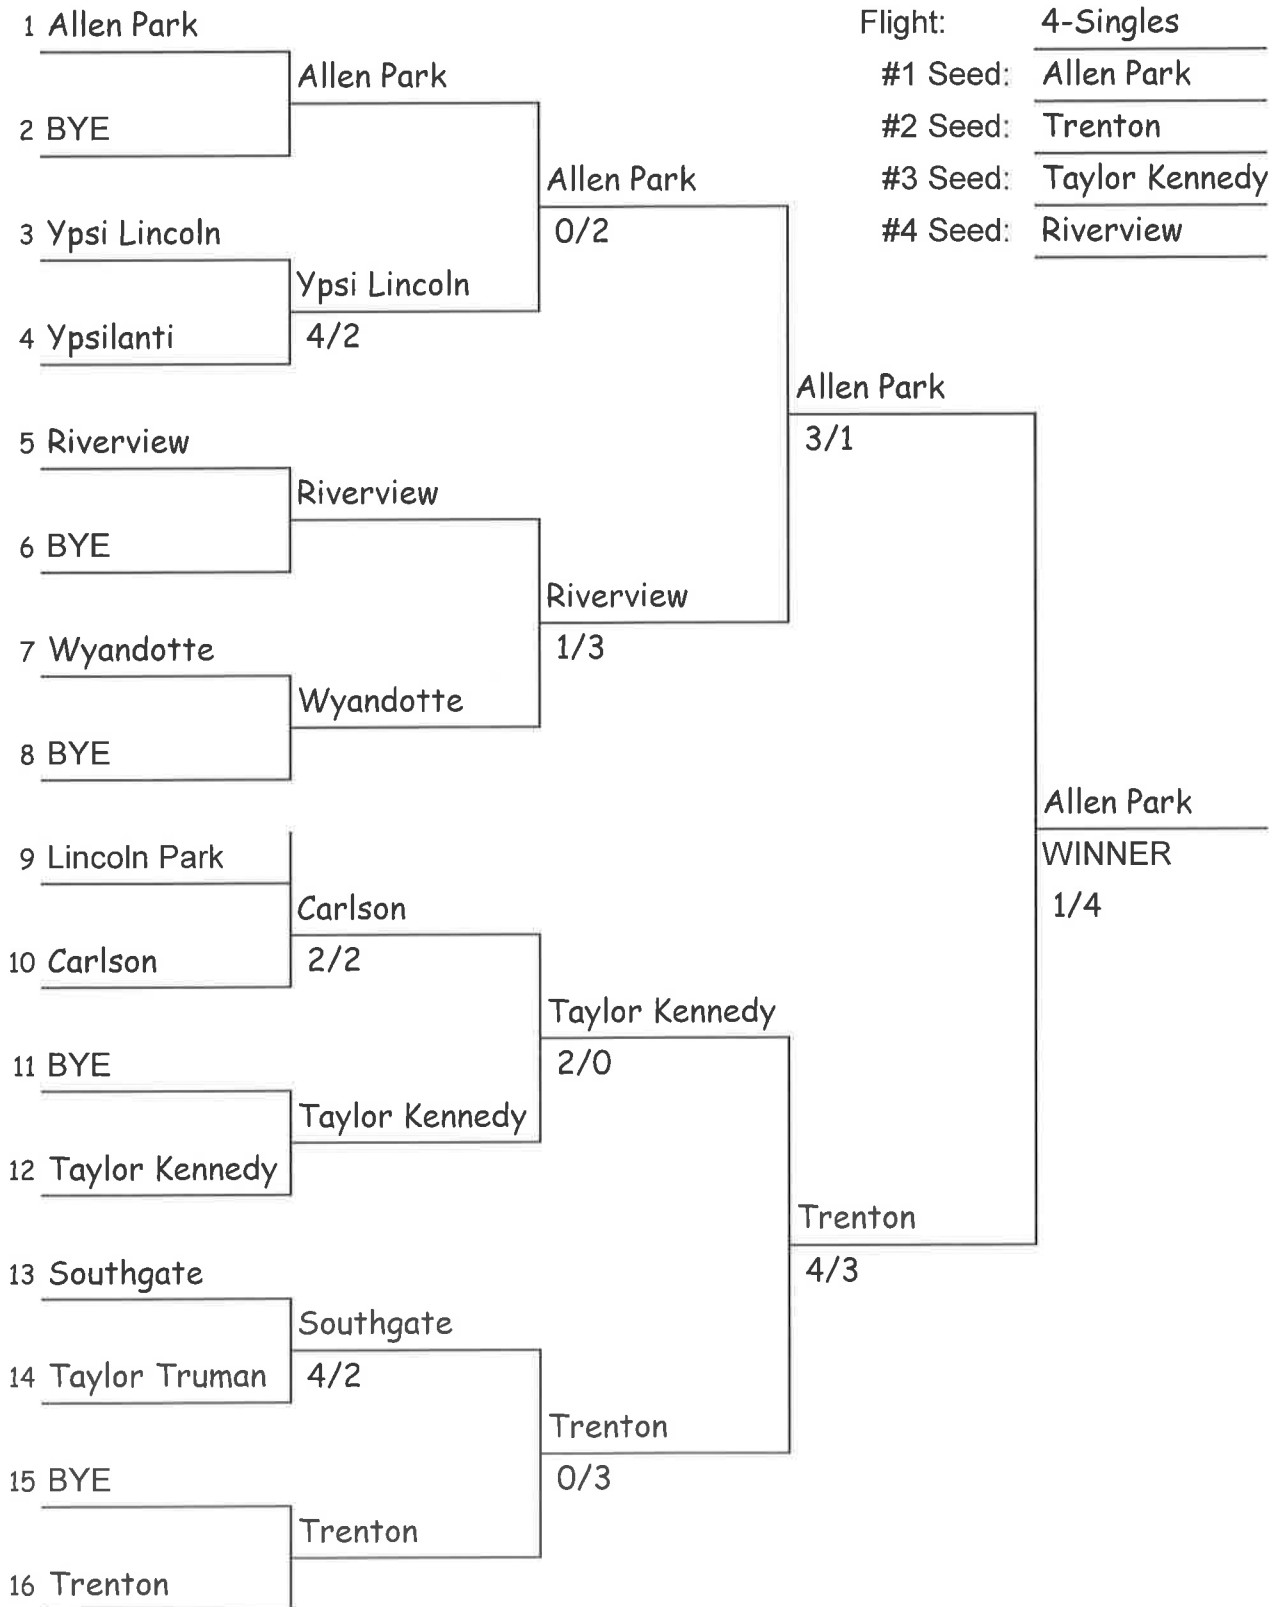 Flight: 4-Singles
#1 Seed: Allen Park
#2 Seed: Trenton
#3 Seed: Taylor Kennedy
#4 Seed: Riverview
1 Allen Park
Allen Park
2 BYE
Allen Park
0/2
3 Ypsi Lincoln
Ypsi Lincoln
4/2
4 Ypsilanti
Allen Park
3/1
5 Riverview
Riverview
6 BYE
Riverview
1/3
7 Wyandotte
Wyandotte
8 BYE
Allen Park
WINNER
1/4
9 Lincoln Park
Carlson
2/2
10 Carlson
Taylor Kennedy
2/0
11 BYE
Taylor Kennedy
12 Taylor Kennedy
Trenton
4/3
13 Southgate
Southgate
4/2
14 Taylor Truman
Trenton
0/3
15 BYE
Trenton
16 Trenton